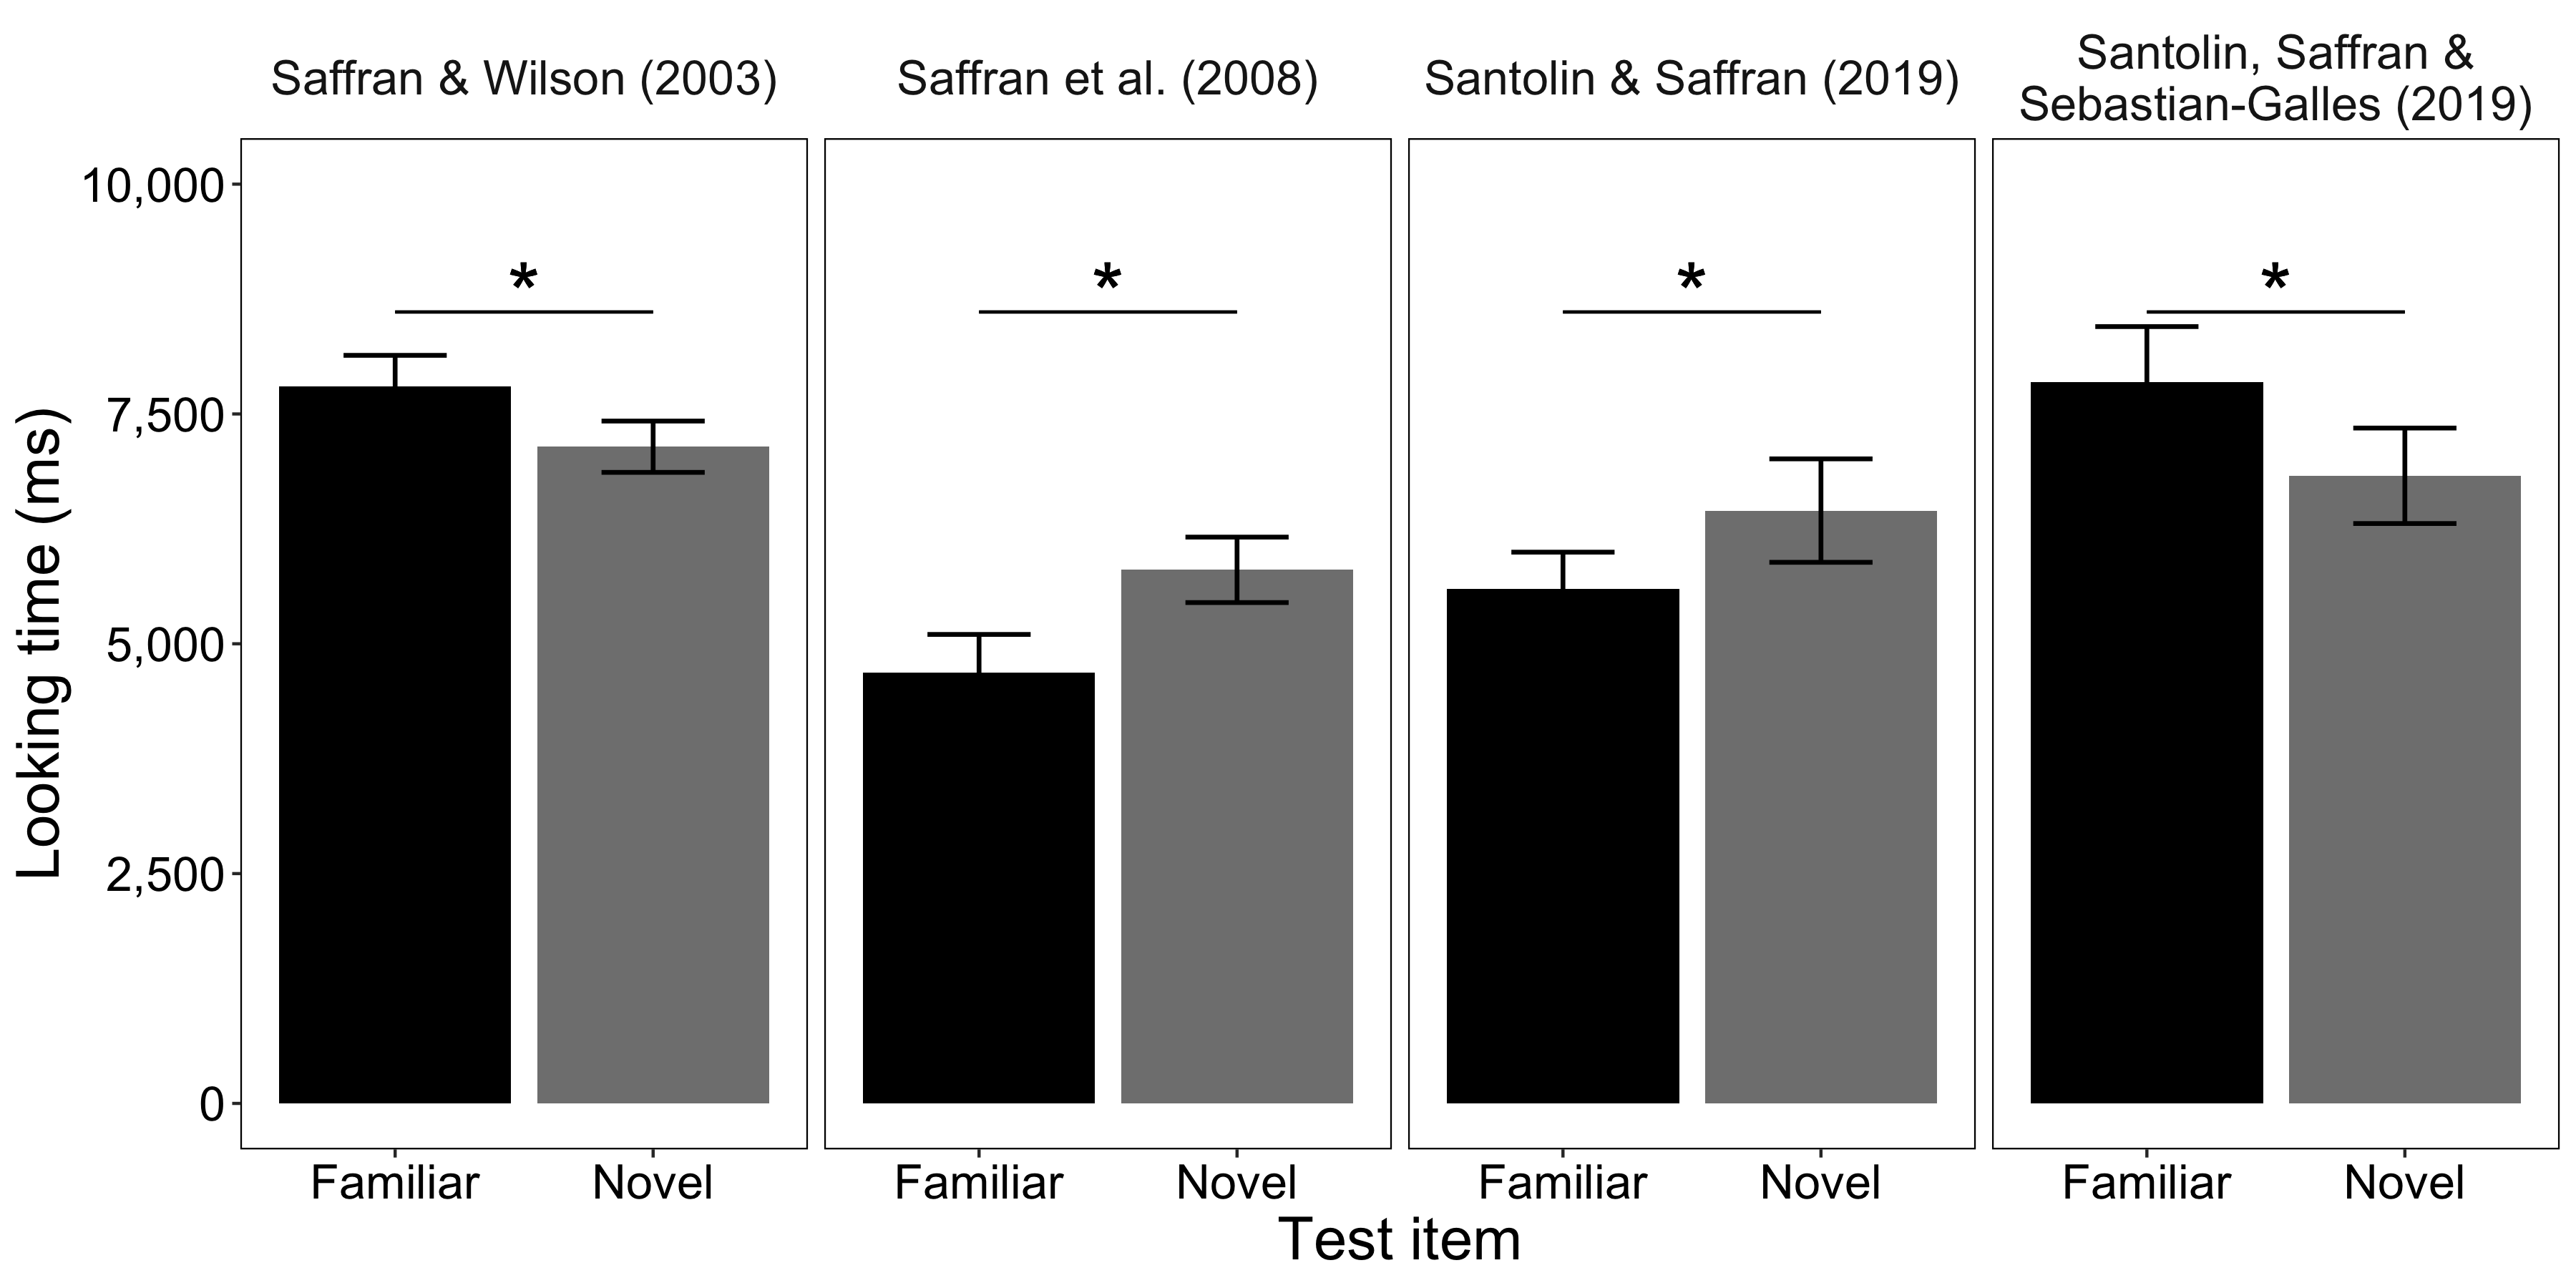 Saffran & Wilson (2003)
Saffran et al. (2008)
Santolin & Saffran (2019)
Santolin, Saffran &
Sebastian-Galles (2019)
Looking time (ms)
10,000
7,500
5,000
2,500
0
*
*
*
*
Familiar
Novel
Familiar
Novel
Familiar
Novel
Familiar
Novel
Test item